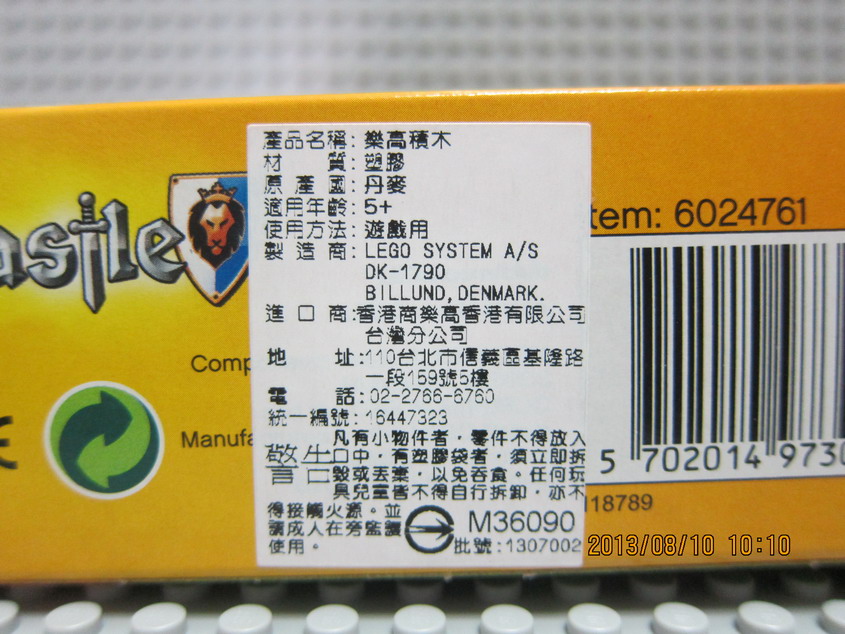 產品名稱: 樂高積木
材 質: 塑膠
原 產 國: 丹麥
適用年齡: 5+
使用方法: 遊戲用
製 造 商: LEGO SYSTEM A/S
DK-1790
BILLUND, DENMARK.
進 口 商: 香港商樂高香港有限公司
台灣分公司
地 址: 110台北市信義區基隆路
一段159號5樓
電 話: 02-2766-6760
統一編號: 16447323
警告
凡有小物件者，零件不得放入
口中，有塑膠袋者，須立即拆
毀或丟棄，以免吞食。任何玩
具兒童皆不得自行拆卸，亦不
得接觸火源。並
請成人在旁監護
使用。
M36090
批號: 1307002
astle
tem: 6024761
Comp
Manufa
5 702014 9730
118789
2013/08/10 10:10